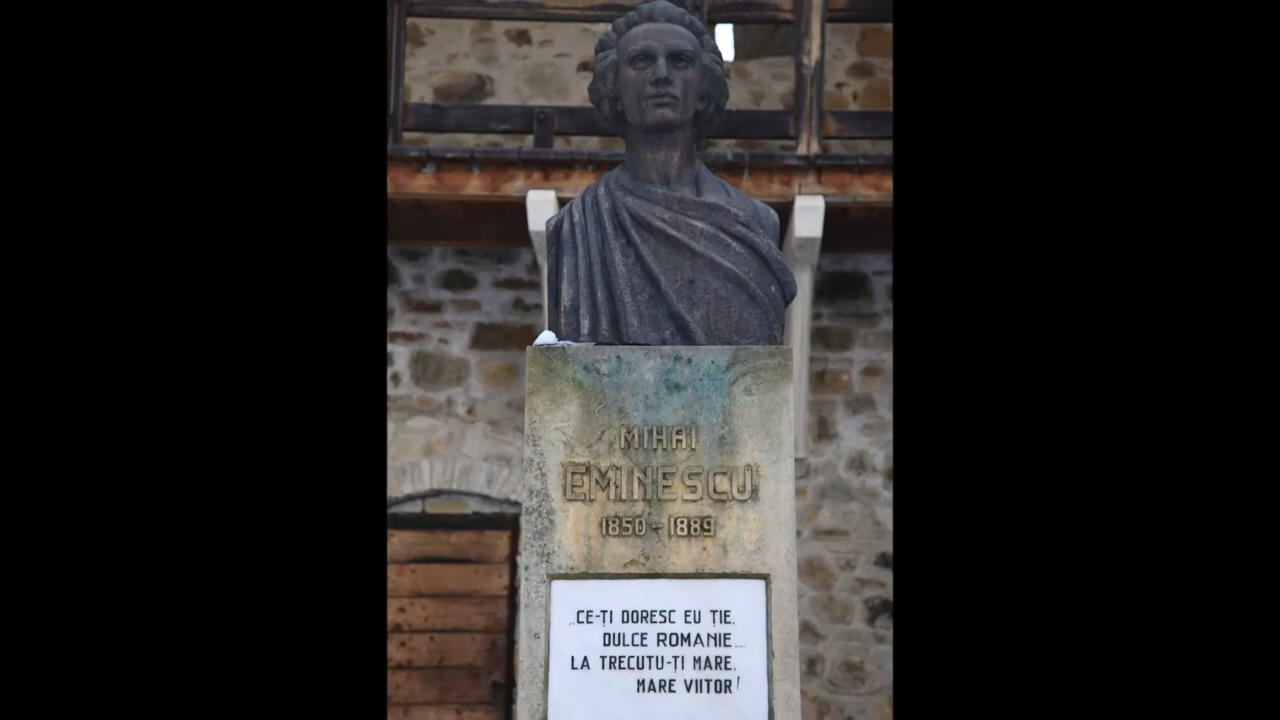 MIHAI
EMINESCU
1850-1889
„CE-ȚI DORESC EU ȚIE,
DULCE ROMANIE....
LA TRECUTU-ȚI MARE,
MARE VIITOR!